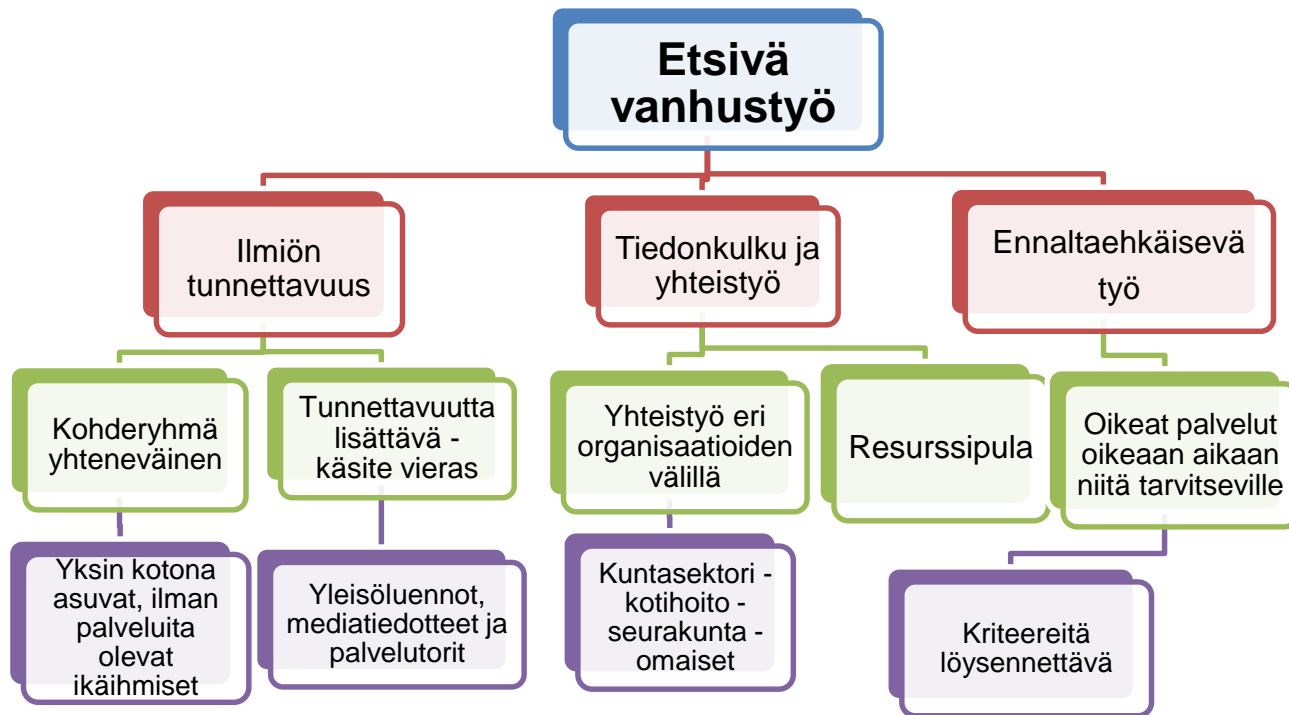 Etsivä
vanhustyö
Ilmiön
tunnettavuus
Tiedonkulku ja
yhteistyö
Ennaltaehkäisevä
työ
Kohderyhmä
yhteneväinen
Tunnettavuutta
lisättävä -
käsite vieras
Yhteistyö eri
organisaatioiden
välillä
Resurssipula
Oikeat palvelut
oikeaan aikaan
niitä tarvitseville
Yksin kotona
asuvat, ilman
palveluita
olevat
ikäihmiset
Yleisöluennot,
mediatiedotteet ja
palvelutorit
Kuntasektori -
kotihoito -
seurakunta -
omaiset
Kriteereitä
löysennettävä